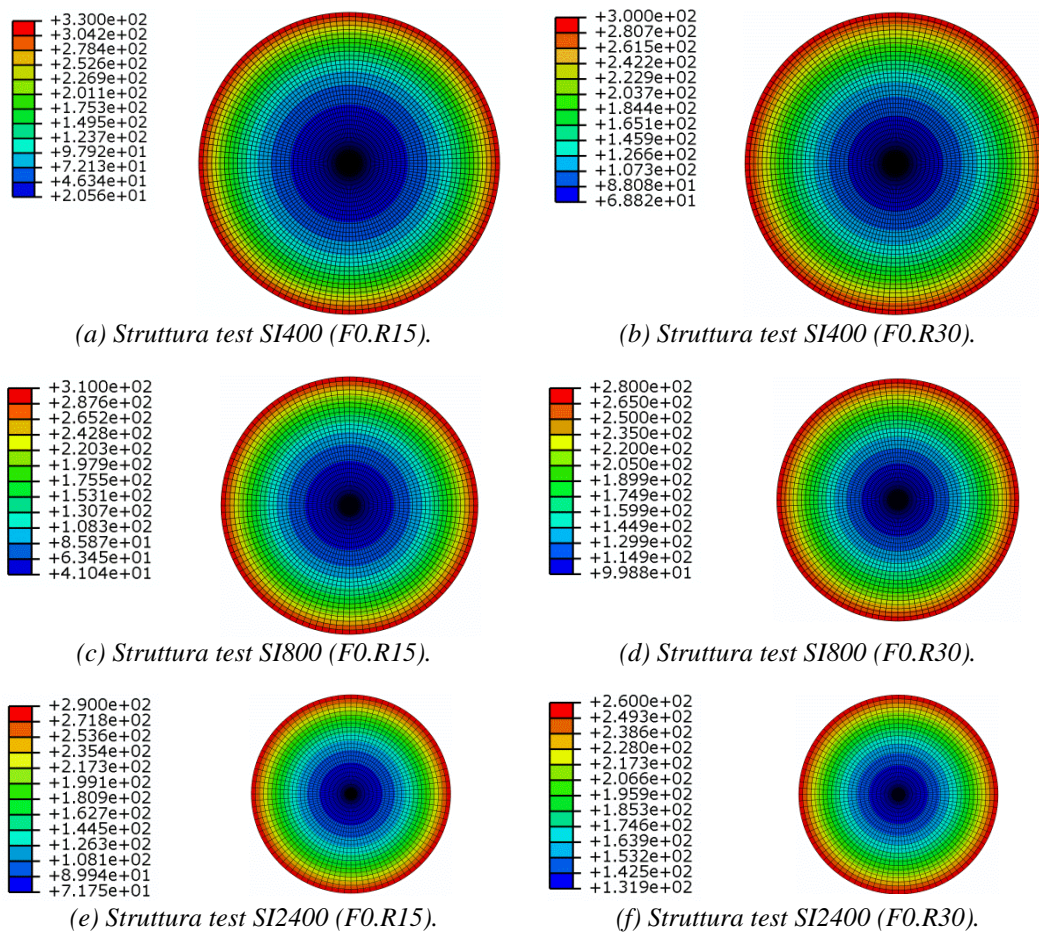 +3.300e+02
+3.042e+02
+2.784e+02
+2.526e+02
+2.269e+02
+2.011e+02
+1.753e+02
+1.495e+02
+1.237e+02
+9.792e+01
+7.213e+01
+4.634e+01
+2.056e+01
(a) Struttura test SI400 (F0.R15).
+3.000e+02
+2.807e+02
+2.615e+02
+2.422e+02
+2.229e+02
+2.037e+02
+1.844e+02
+1.651e+02
+1.459e+02
+1.266e+02
+1.073e+02
+8.808e+01
+6.882e+01
(b) Struttura test SI400 (F0.R30).
+3.100e+02
+2.876e+02
+2.652e+02
+2.428e+02
+2.203e+02
+1.979e+02
+1.755e+02
+1.531e+02
+1.307e+02
+1.083e+02
+8.587e+01
+6.345e+01
+4.104e+01
(c) Struttura test SI800 (F0.R15).
+2.800e+02
+2.650e+02
+2.500e+02
+2.350e+02
+2.200e+02
+2.050e+02
+1.899e+02
+1.749e+02
+1.599e+02
+1.449e+02
+1.299e+02
+1.149e+02
+9.988e+01
(d) Struttura test SI800 (F0.R30).
+2.900e+02
+2.718e+02
+2.536e+02
+2.354e+02
+2.173e+02
+1.991e+02
+1.809e+02
+1.627e+02
+1.445e+02
+1.263e+02
+1.081e+02
+8.994e+01
+7.175e+01
(e) Struttura test SI2400 (F0.R15).
+2.600e+02
+2.493e+02
+2.386e+02
+2.280e+02
+2.173e+02
+2.066e+02
+1.959e+02
+1.853e+02
+1.746e+02
+1.639e+02
+1.532e+02
+1.425e+02
+1.319e+02
(f) Struttura test SI2400 (F0.R30).